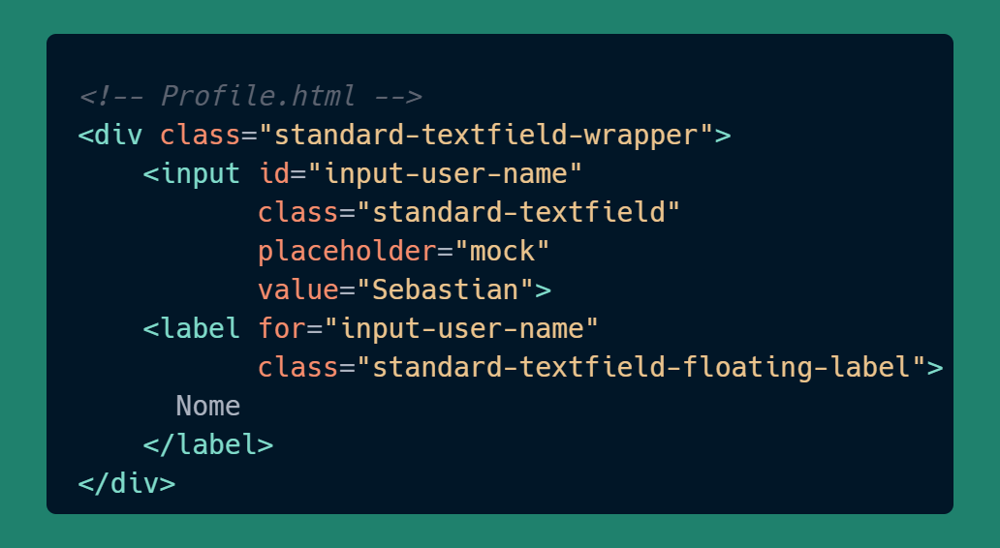 <!-- Profile.html -->
<div class="standard-textfield-wrapper">
    <input id="input-user-name"
           class="standard-textfield"
           placeholder="mock"
           value="Sebastian">
    <label for="input-user-name"
           class="standard-textfield-floating-label">
      Nome
    </label>
</div>